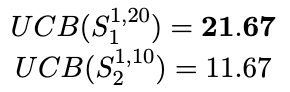 UCB(S_1^{1,20}) = 21.67
UCB(S_2^{1,10}) = 11.67